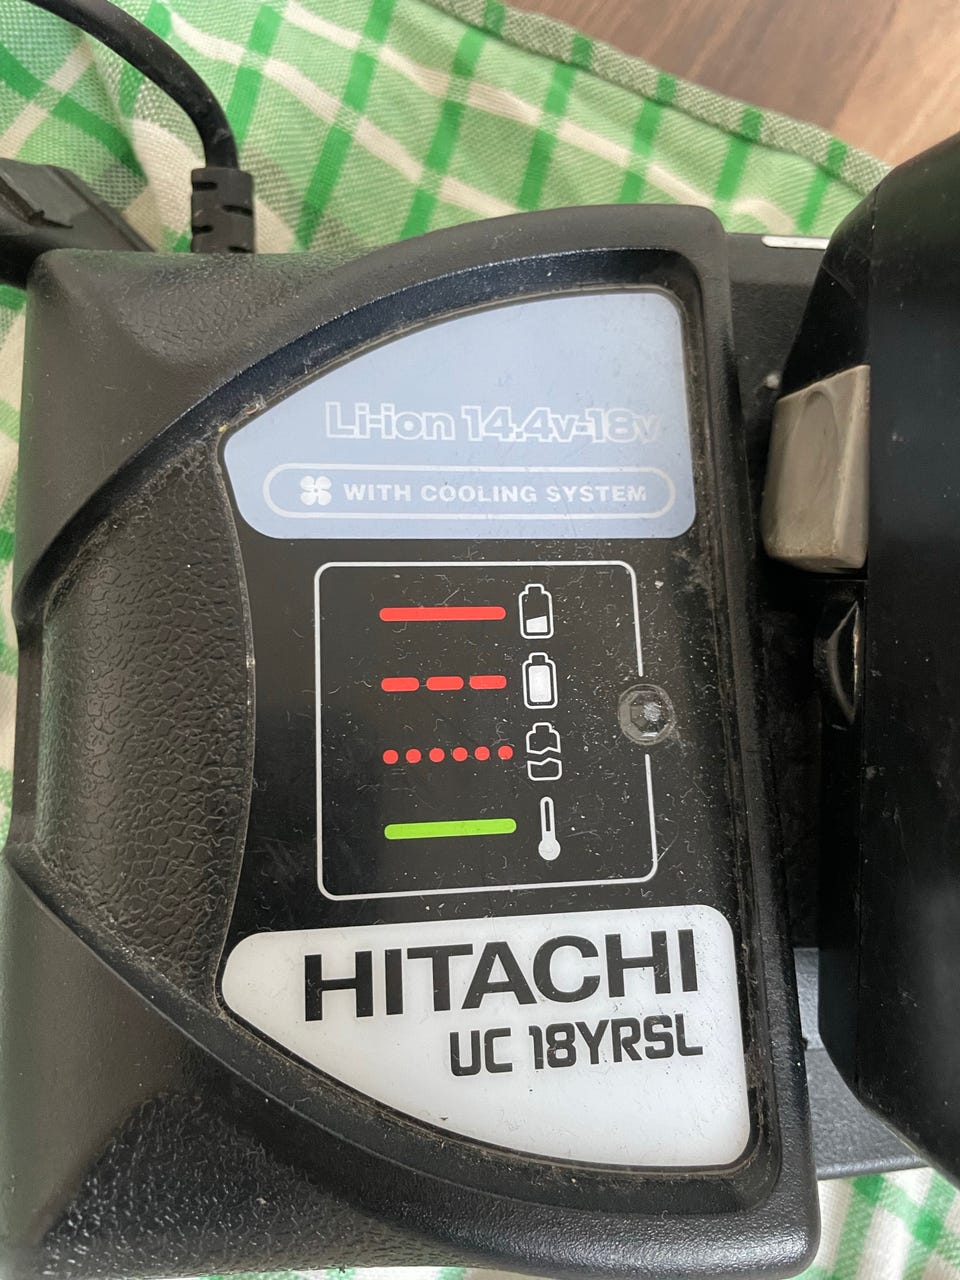 Li-ion 14.4v-18v
WITH COOLING SYSTEM
HITACHI
UC 18YRSL